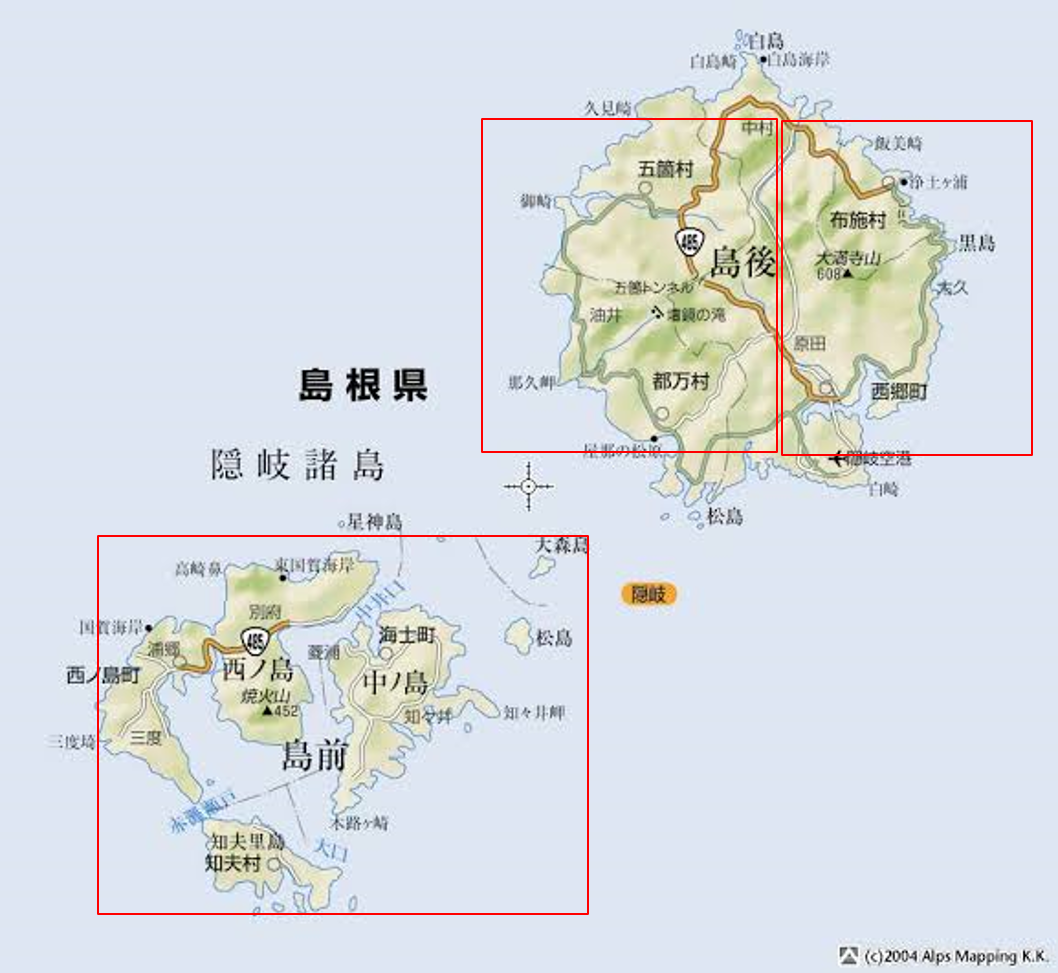 白島
白島崎
白島海岸
久見崎
中村
飯美崎
五箇村
浄土ヶ浦
御崎
布施村
485
島後
黒島
大満寺山
608
五箇トンネル
大久
油井
壇鏡の滝
原田
島根県
那久岬
都万村
西郷町
屋那の松原
隠岐空港
隠岐諸島
白崎
松島
星神島
大森島
高崎鼻
東国賀海岸
隠岐
中井口
別府
国賀海岸
485
海士町
松島
浦郷
菱浦
西ノ島町
西ノ島
中ノ島
焼火山
452
知々井
知々井岬
三度埼
三度
島前
赤灘瀬戸
木路ヶ崎
知夫里島
大口
知夫村
(c)2004 Alps Mapping K.K.